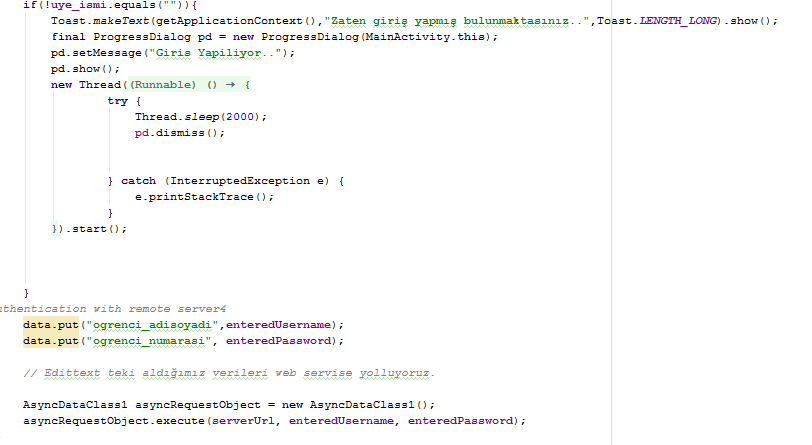 if(!uye_ismi.equals("")){
Toast.makeText(getApplicationContext(),"Zaten giriş yapmış bulunmaktasınız..",Toast.LENGTH_LONG).show();
final ProgressDialog pd = new ProgressDialog(MainActivity.this);
pd.setMessage("Giris Yapiliyor..");
pd.show();
new Thread((Runnable) () → {
try {
Thread.sleep(2000);
pd.dismiss();
} catch (InterruptedException e) {
e.printStackTrace();
}
}).start();
}
uthentication with remote server4
data.put("ogrenci_adisoyadi",enteredUsername);
data.put("ogrenci_numarasi", enteredPassword);
// Edittext teki aldığımız verileri web servise yolluyoruz.
AsyncDataClass1 asyncRequestObject = new AsyncDataClass1();
asyncRequestObject.execute(serverUrl, enteredUsername, enteredPassword);